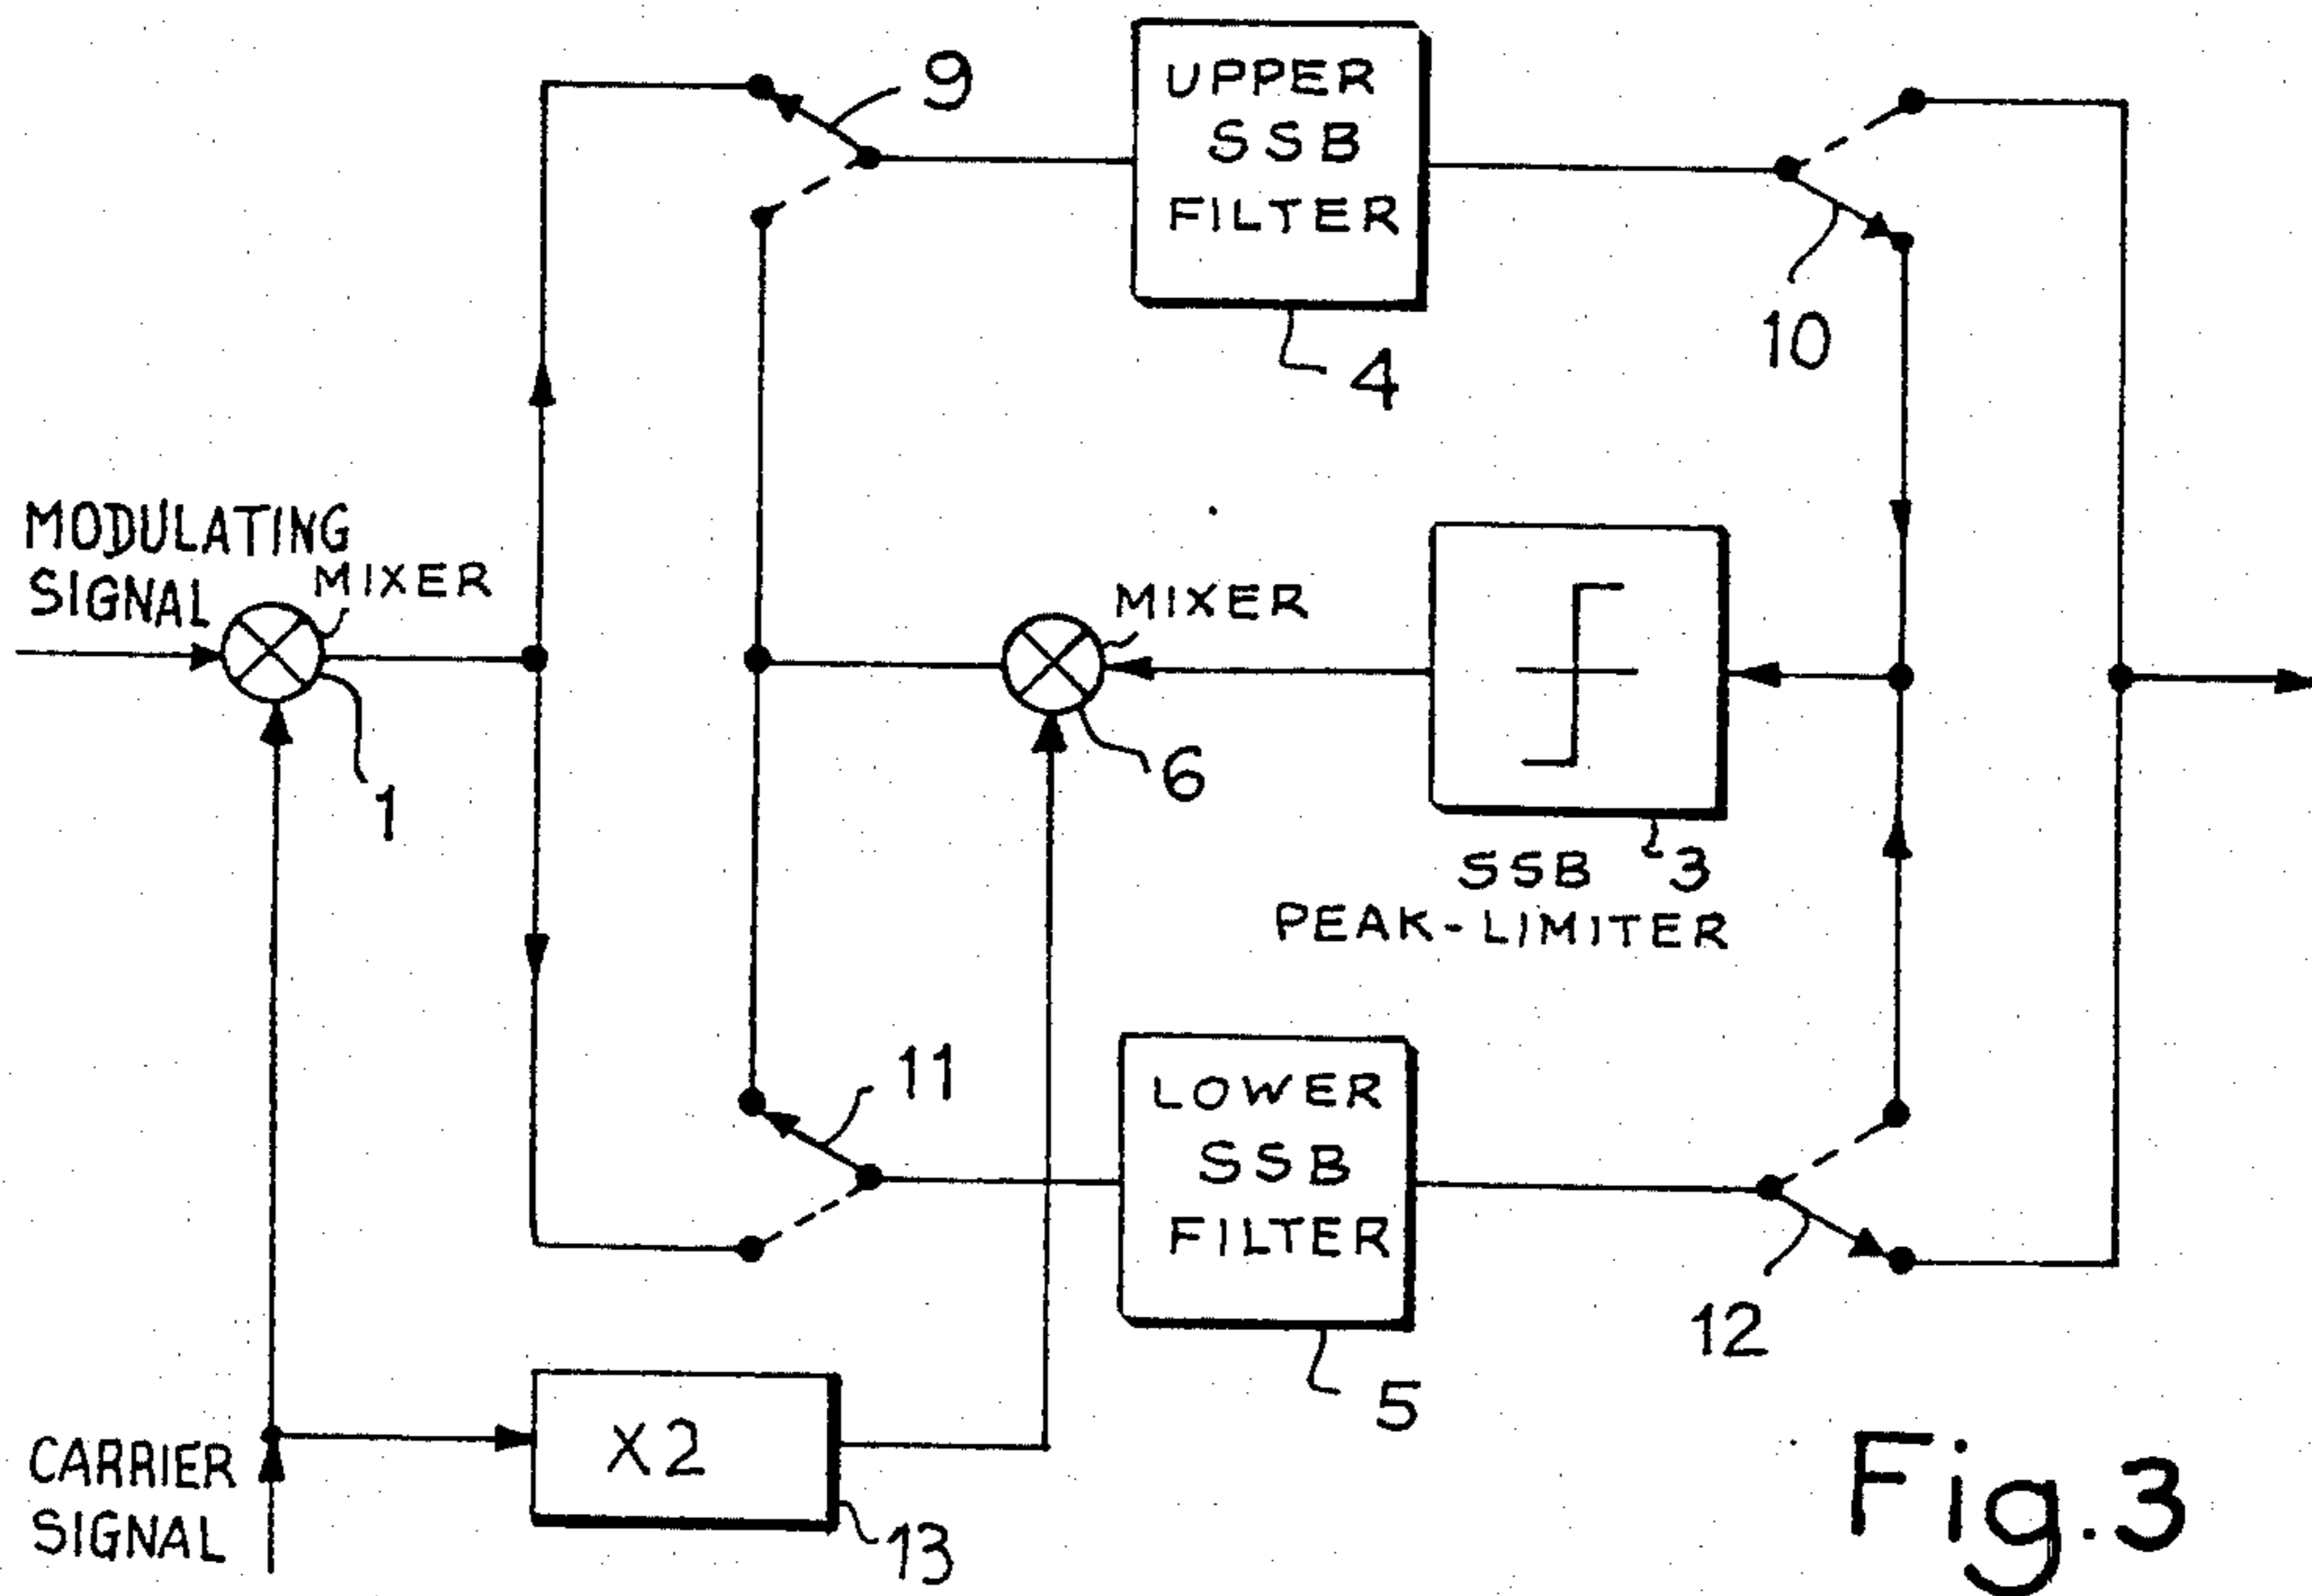 UPPER
SSB
FILTER
9
10
4
MODULATING
SIGNAL
MIXER
MIXER
1
6
SSB 3
PEAK-LIMITER
11
LOWER
SSB
FILTER
12
5
X2
CARRIER
SIGNAL
13
Fig.3